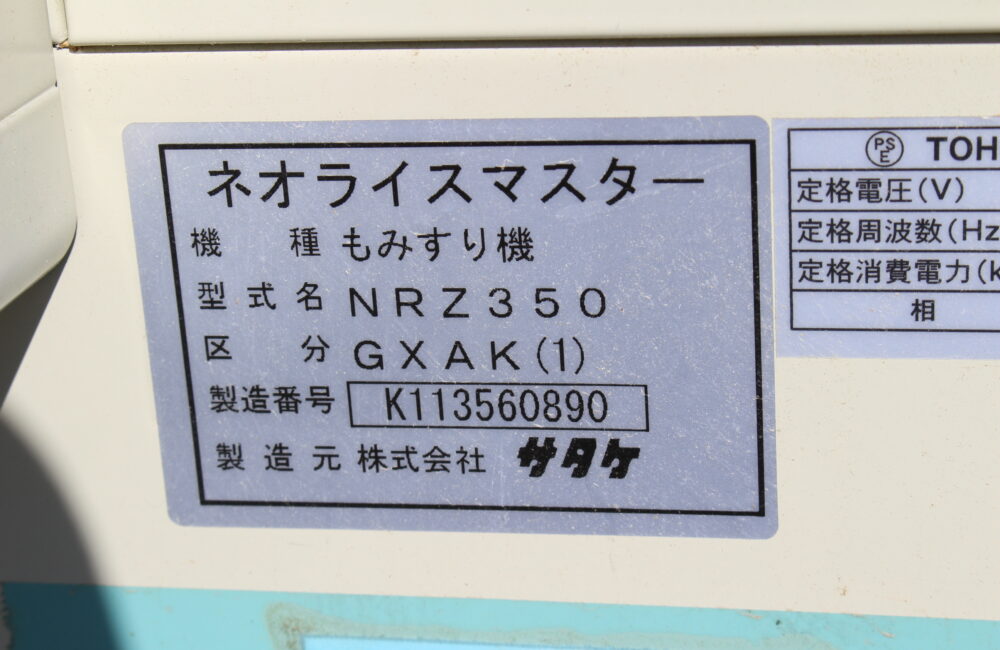 ネオライスマスター
機 種 もみすり機
型式名 NRZ350
区 分 GXAK(1)
製造番号 K113560890
製造元 株式会社 サタケ
PS
E
TOH
定格電圧(V)
定格周波数(Hz
定格消費電力(k
相